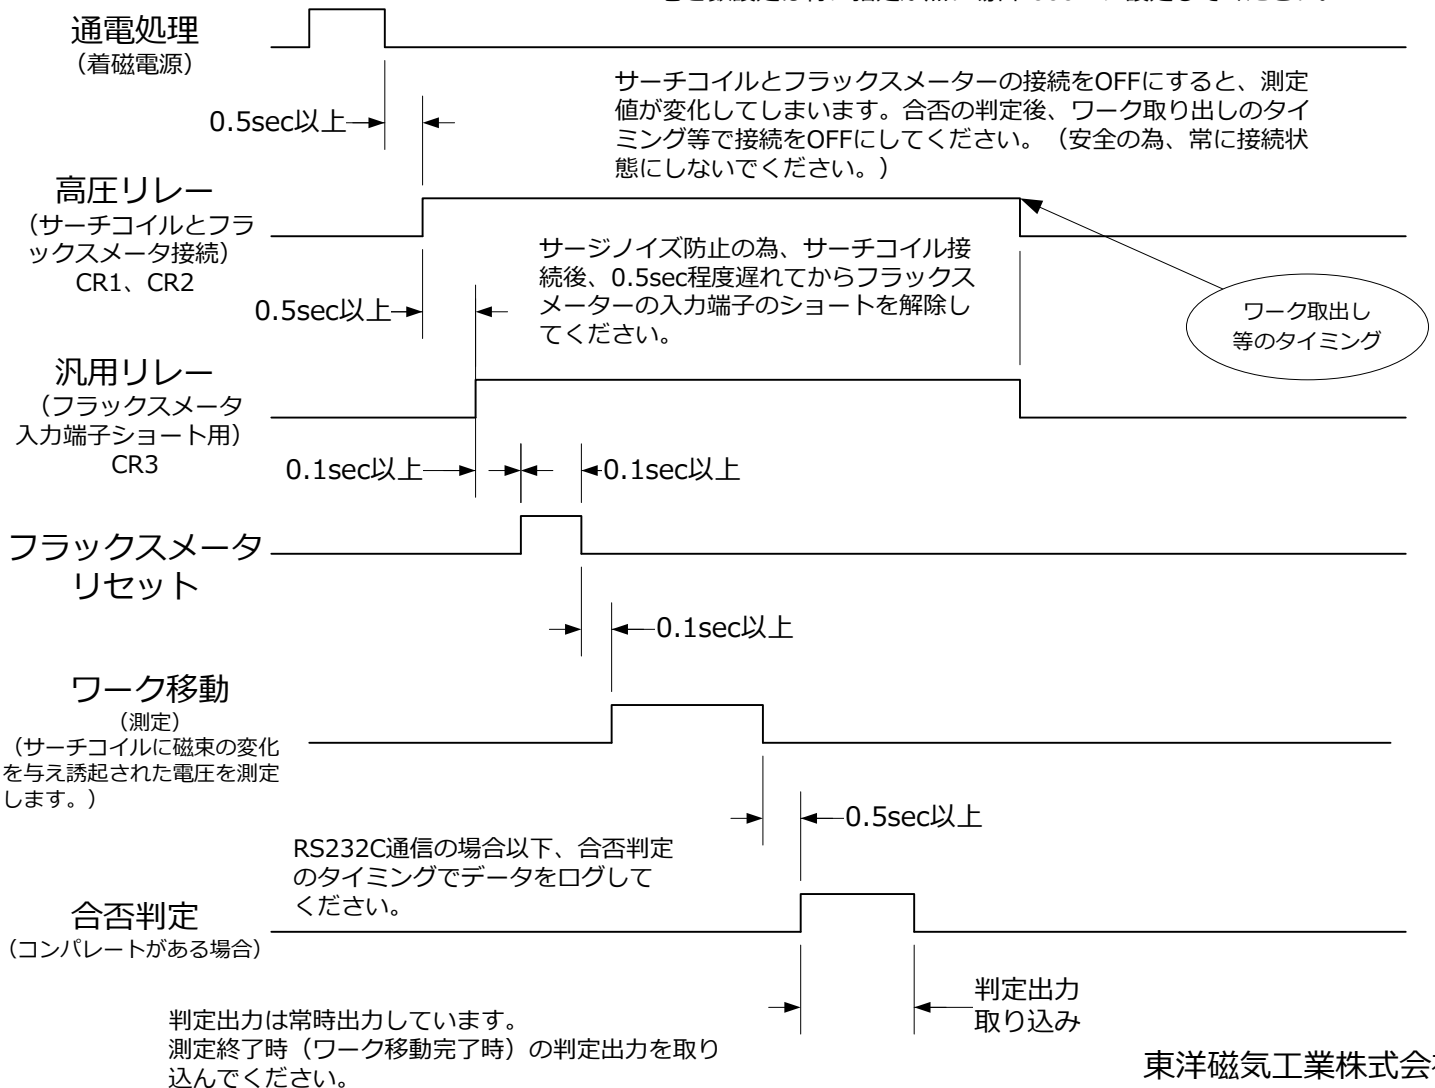 通電処理
（着磁電源）
サーチコイルとフラックスメーターの接続をOFFにすると、測定
値が変化してしまいます。合否の判定後、ワーク取り出しのタイ
ミング等で接続をOFFにしてください。（安全の為、常に接続状
態にしないでください。）
0.5sec以上
高圧リレー
（サーチコイルとフラ
ックスメータ接続）
CR1、CR2
サージノイズ防止の為、サーチコイル接
続後、0.5sec程度遅れてからフラックス
メーターの入力端子のショートを解除し
てください。
0.5sec以上
ワーク取出し
等のタイミング
汎用リレー
（フラックスメータ
入力端子ショート用）
CR3
0.1sec以上
0.1sec以上
フラックスメータ
リセット
0.1sec以上
ワーク移動
（測定）
（サーチコイルに磁束の変化
を与え誘起された電圧を測定
します。）
0.5sec以上
RS232C通信の場合以下、合否判定
のタイミングでデータをログして
ください。
合否判定
（コンパレートがある場合）
判定出力
取り込み
判定出力は常時出力しています。
測定終了時（ワーク移動完了時）の判定出力を取り
込んでください。
東洋磁気工業株式会